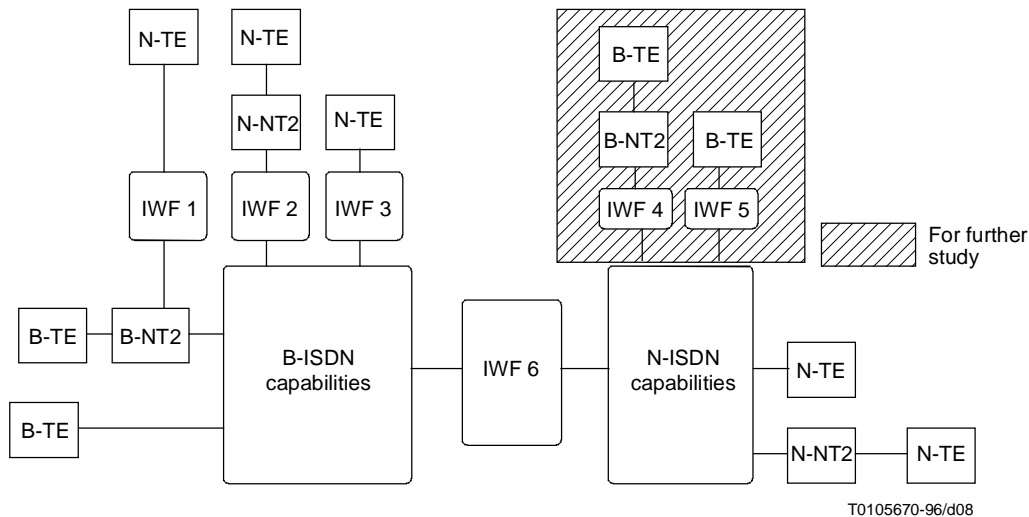 N-TE
N-TE
B-TE
N-NT2
N-TE
B-NT2
B-TE
IWF 1
IWF 2
IWF 3
IWF 4
IWF 5
For further
study
B-TE
B-NT2
B-ISDN
capabilities
IWF 6
N-ISDN
capabilities
N-TE
B-TE
N-NT2
N-TE
T0105670-96/d08